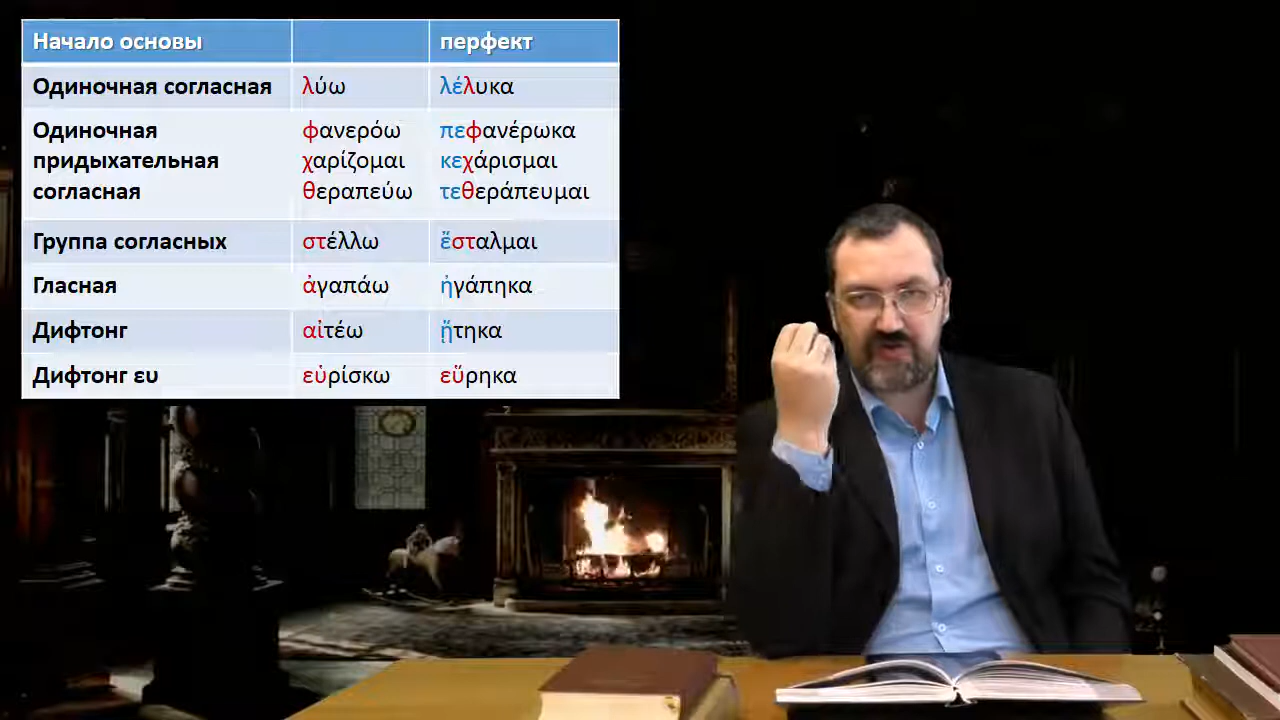 Начало основы перфект
Одиночная согласная λύω λέλυκα
Одиночная φανερόω πεφανέρωκα
придыхательная χαρίζομαι κεχάρισμαι
согласная θεραπεύω τεθεράπευμαι
Группа согласных στέλλω ἔσταλμαι
Гласная ἀγαπάω ἠγάπηκα
Дифтонг αἰτέω ᾔτηκα
Дифтонг ευ εὑρίσκω εὕρηκα